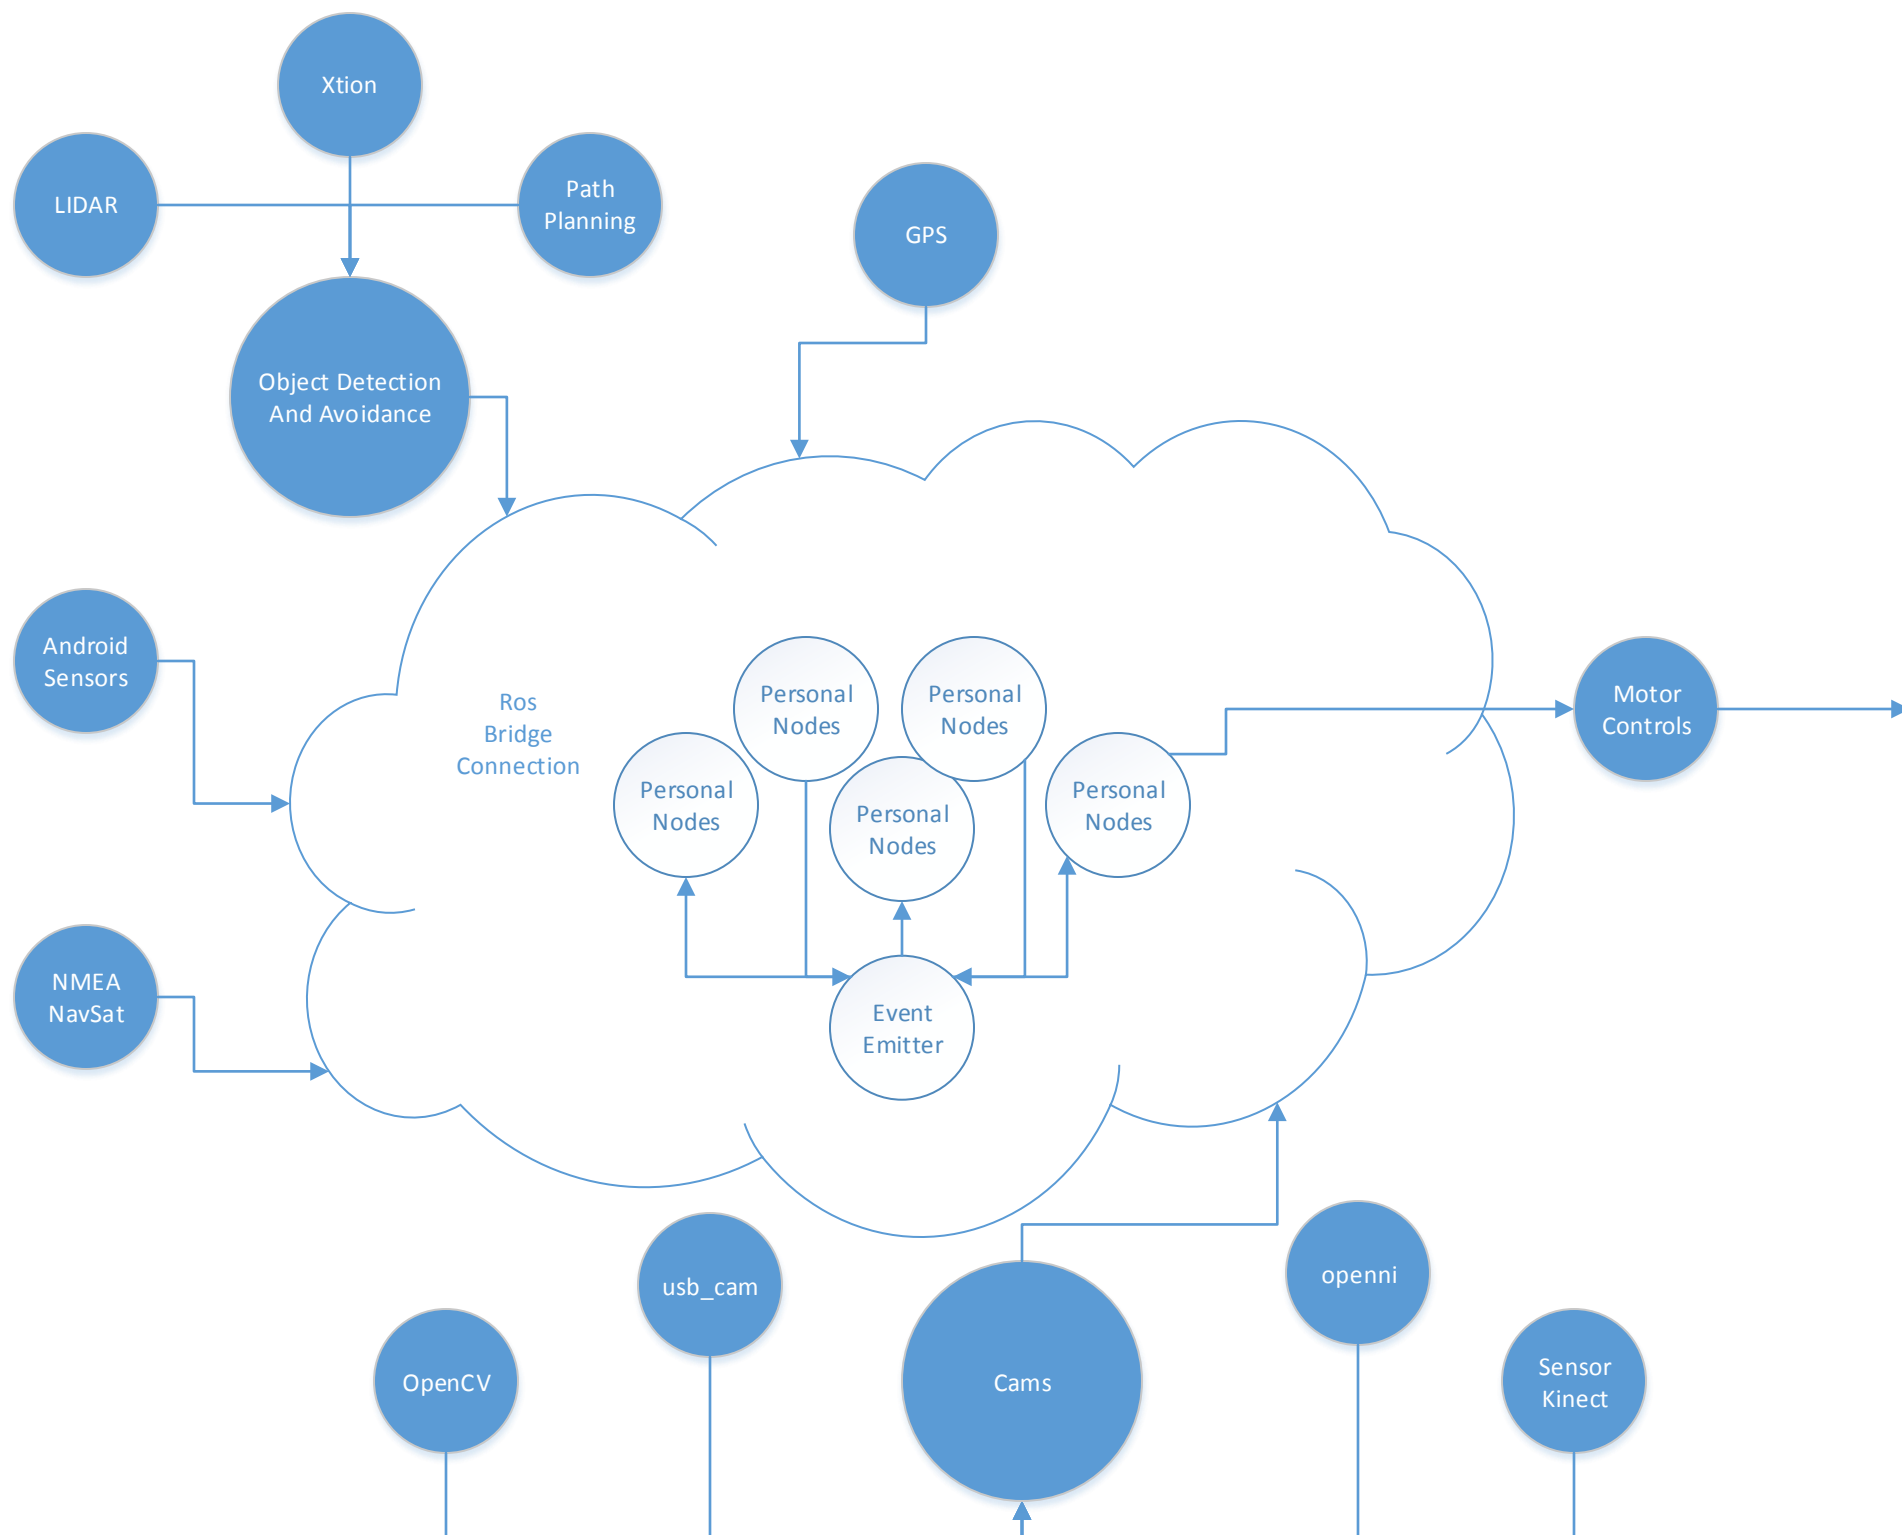 Xtion
LIDAR
Path
Planning
GPS
Object Detection
And Avoidance
Android
Sensors
Ros
Bridge
Connection
Personal
Nodes
Personal
Nodes
Personal
Nodes
Personal
Nodes
Personal
Nodes
Motor
Controls
NMEA
NavSat
Event
Emitter
usb_cam
openni
OpenCV
Cams
Sensor
Kinect